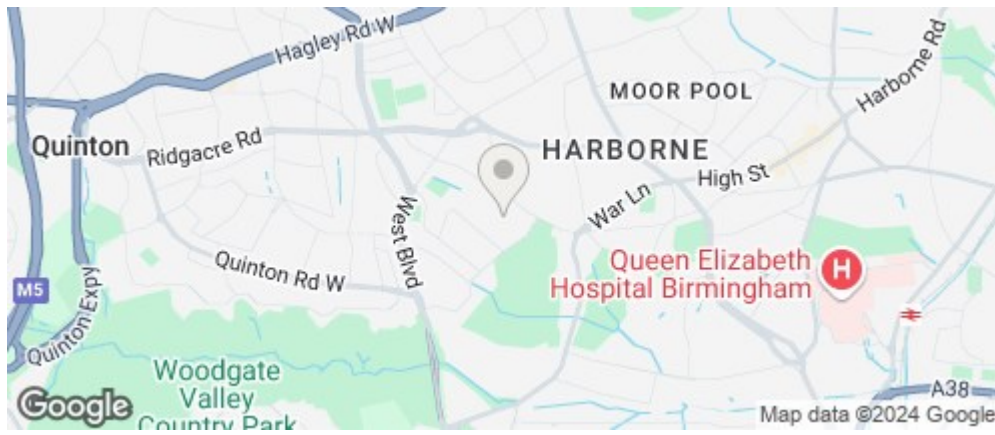 Hagley Rd W
Harborne Rd
MOOR POOL
Quinton
Ridgacre Rd
HARBORNE
High St
War Ln
West Blvd
Quinton Rd W
Queen Elizabeth
Hospital Birmingham
H
M5
Quinton Expy
Woodgate
Valley
Country Park
A38
Google
Map data ©2024 Google